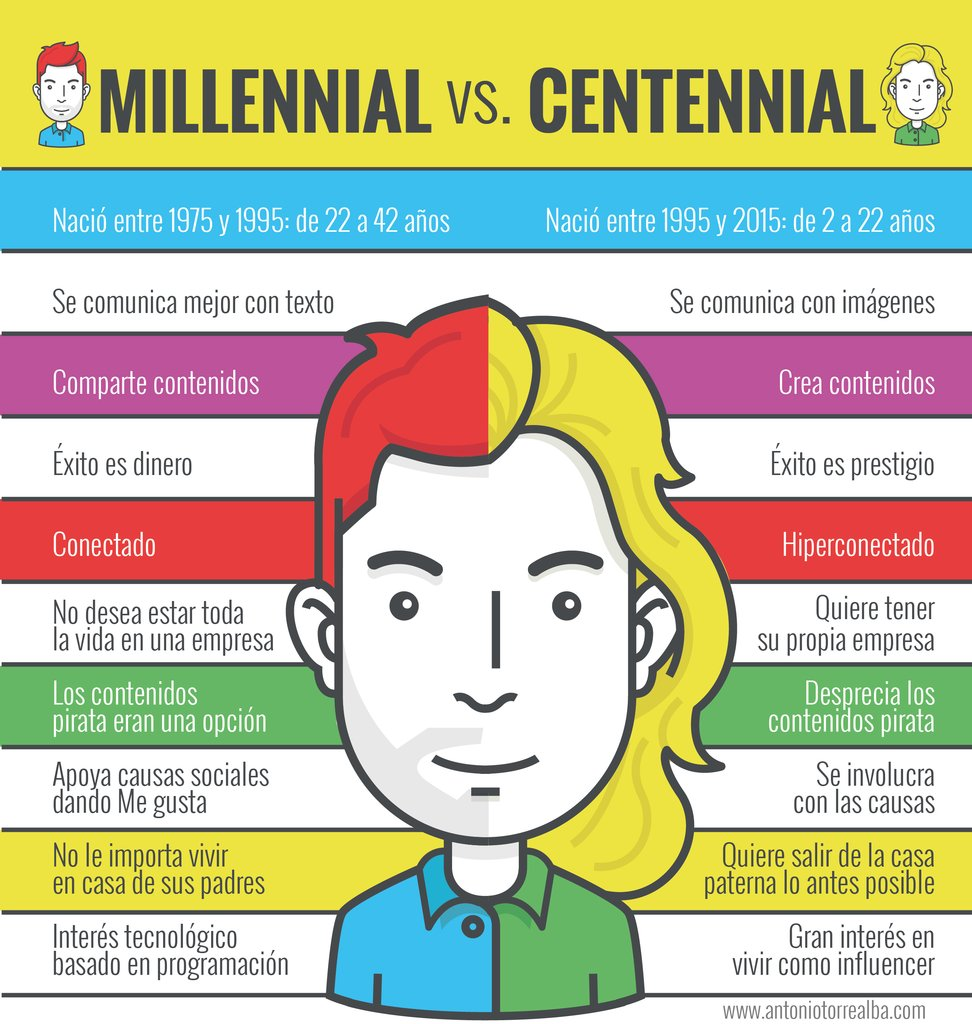 MILLENNIAL VS. CENTENNIAL
Nació entre 1975 y 1995: de 22 a 42 años
Nació entre 1995 y 2015: de 2 a 22 años
Se comunica mejor con texto
Se comunica con imágenes
Comparte contenidos
Crea contenidos
Éxito es dinero
Éxito es prestigio
Conectado
Hiperconectado
No desea estar toda
la vida en una empresa
Quiere tener
su propia empresa
Los contenidos
pirata eran una opción
Desprecia los
contenidos pirata
Apoya causas sociales
dando Me gusta
Se involucra
con las causas
No le importa vivir
en casa de sus padres
Quiere salir de la casa
paterna lo antes posible
Interés tecnológico
basado en programación
Gran interés en
vivir como influencer
www.antoniotorrealba.com